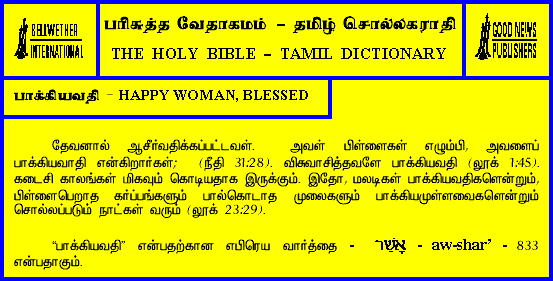 BELLWETHER
INTERNATIONAL
பரிசுத்த வேதாகமம் – தமிழ் சொல்லகராதி
THE HOLY BIBLE – TAMIL DICTIONARY
GOOD NEWS
PUBLISHERS
பாக்கியவதி – HAPPY WOMAN, BLESSED
தேவனால் ஆசீர்வதிக்கப்பட்டவள். அவள் பிள்ளைகள் எழும்பி, அவளைப்
பாக்கியவாதி என்கிறார்கள்; (நீதி 31:28). விசுவாசித்தவளே பாக்கியவதி (லூக் 1:45).
கடைசி காலங்கள் மிகவும் கொடியதாக இருக்கும். இதோ, மலடிகள் பாக்கியவதிகளென்றும்,
பிள்ளைபெறாத கர்ப்பங்களும் பால்கொடாத முலைகளும் பாக்கியமுள்ளவைகளென்றும்
சொல்லப்படும் நாட்கள் வரும் (லூக் 23:29).
“பாக்கியவதி” என்பதற்கான எபிரெய வார்த்தை - אָשַׁר - aw-shar’ - 833
என்பதாகும்.